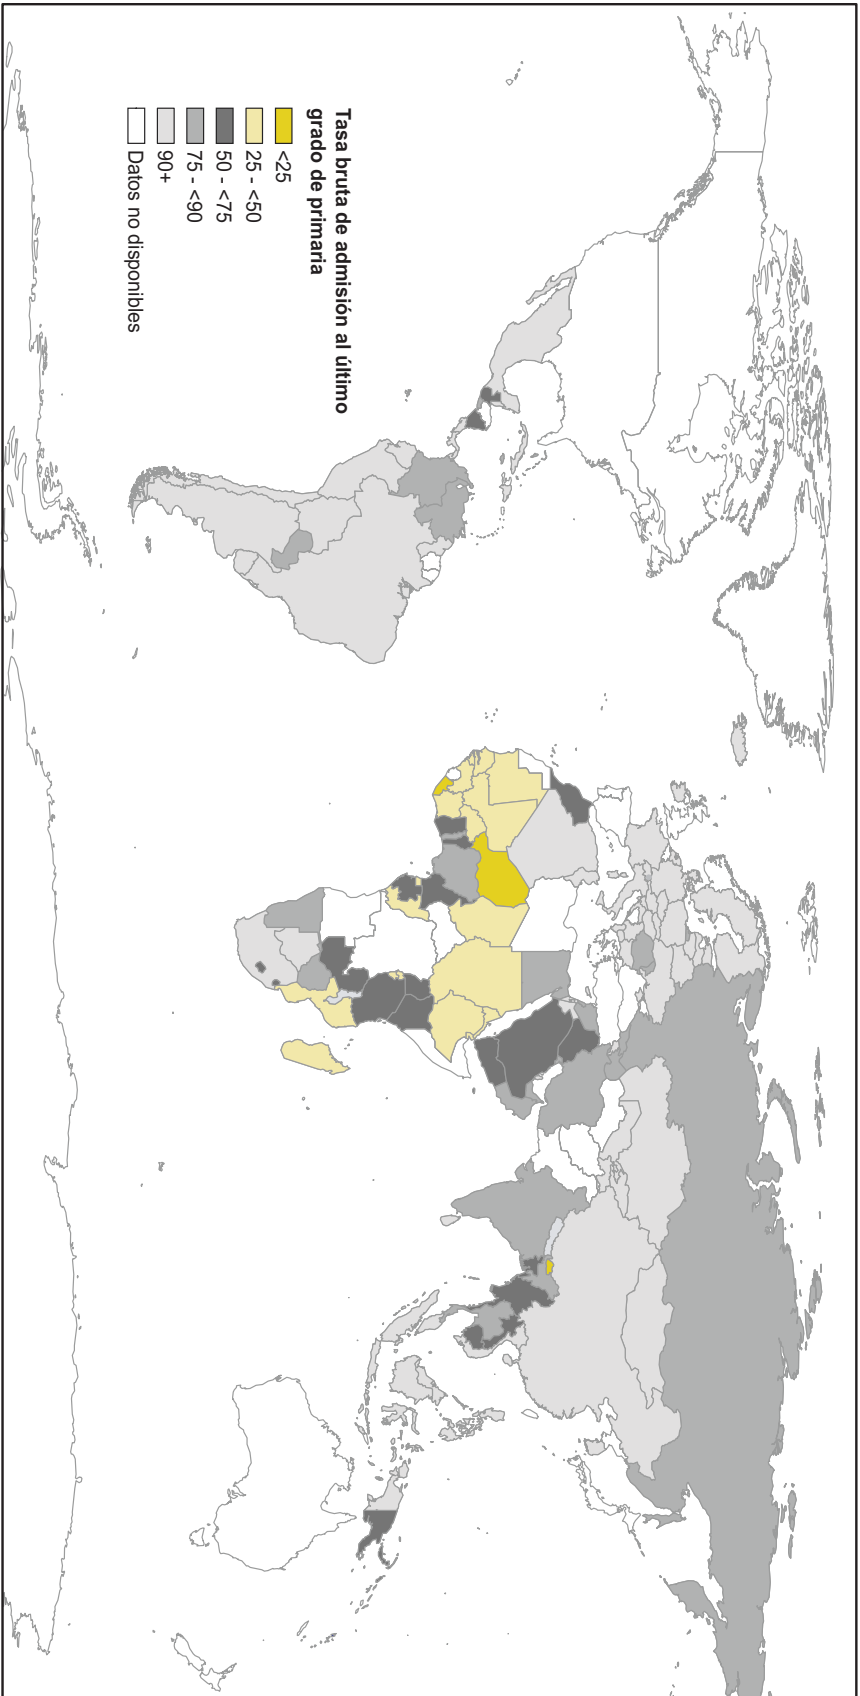 Tasa bruta de admisión al último
grado de primaria
<25
25 - <50
50 - <75
75 - <90
90+
Datos no disponibles